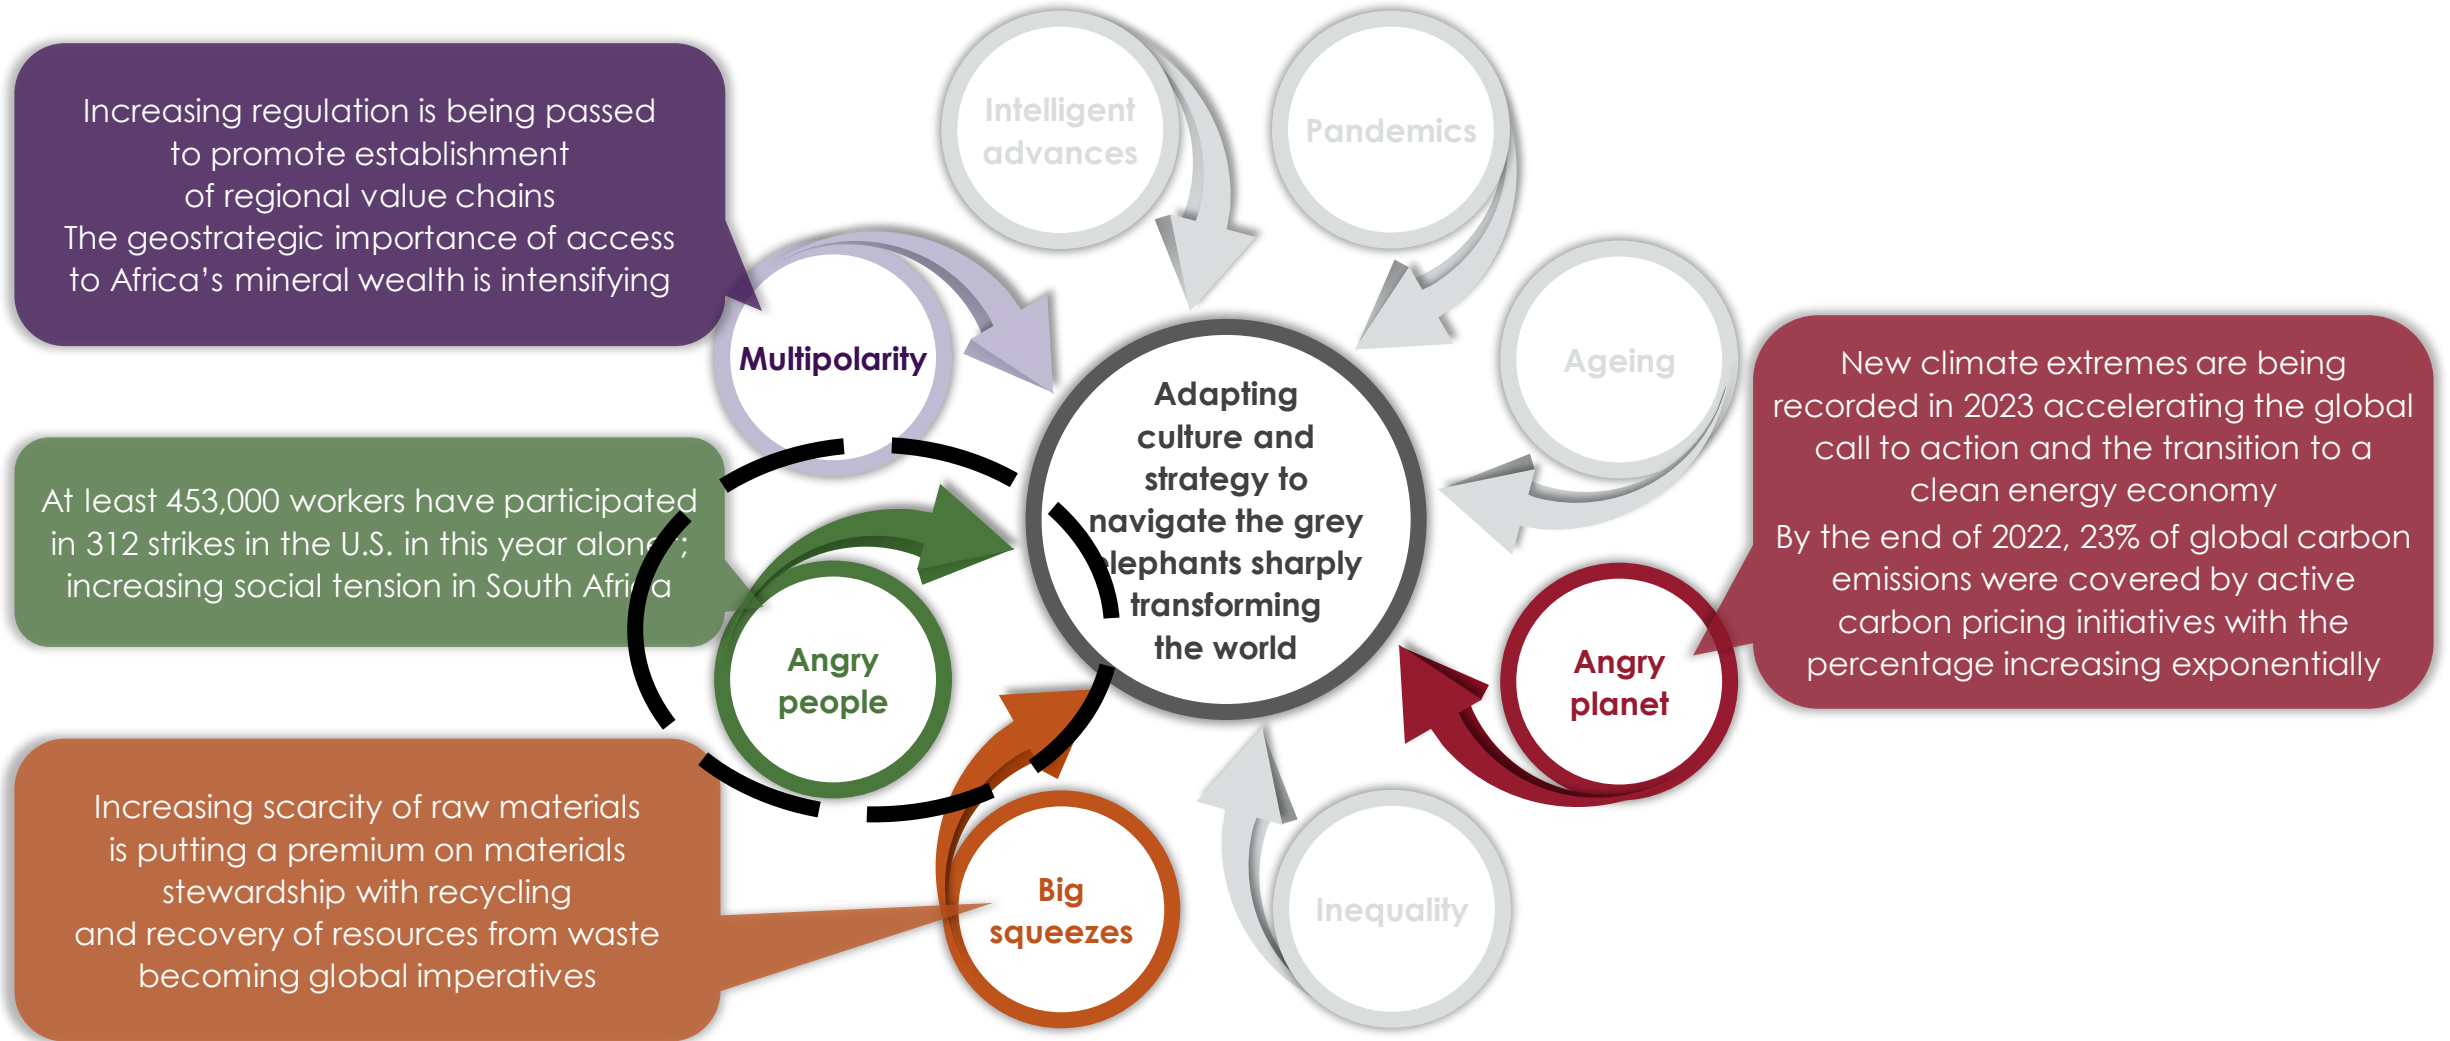 Increasing regulation is being passed
to promote establishment
of regional value chains
The geostrategic importance of access
to Africa’s mineral wealth is intensifying
Multipolarity
At least 453,000 workers have participated
in 312 strikes in the U.S. in this year alone*;
increasing social tension in South Africa
Angry
people
Increasing scarcity of raw materials
is putting a premium on materials
stewardship with recycling
and recovery of resources from waste
becoming global imperatives
Big
squeezes
Intelligent
advances
Pandemics
Ageing
Adapting
culture and
strategy to
navigate the grey
elephants sharply
transforming
the world
New climate extremes are being
recorded in 2023 accelerating the global
call to action and the transition to a
clean energy economy
By the end of 2022, 23% of global carbon
emissions were covered by active
carbon pricing initiatives with the
percentage increasing exponentially
Angry
planet
Inequality